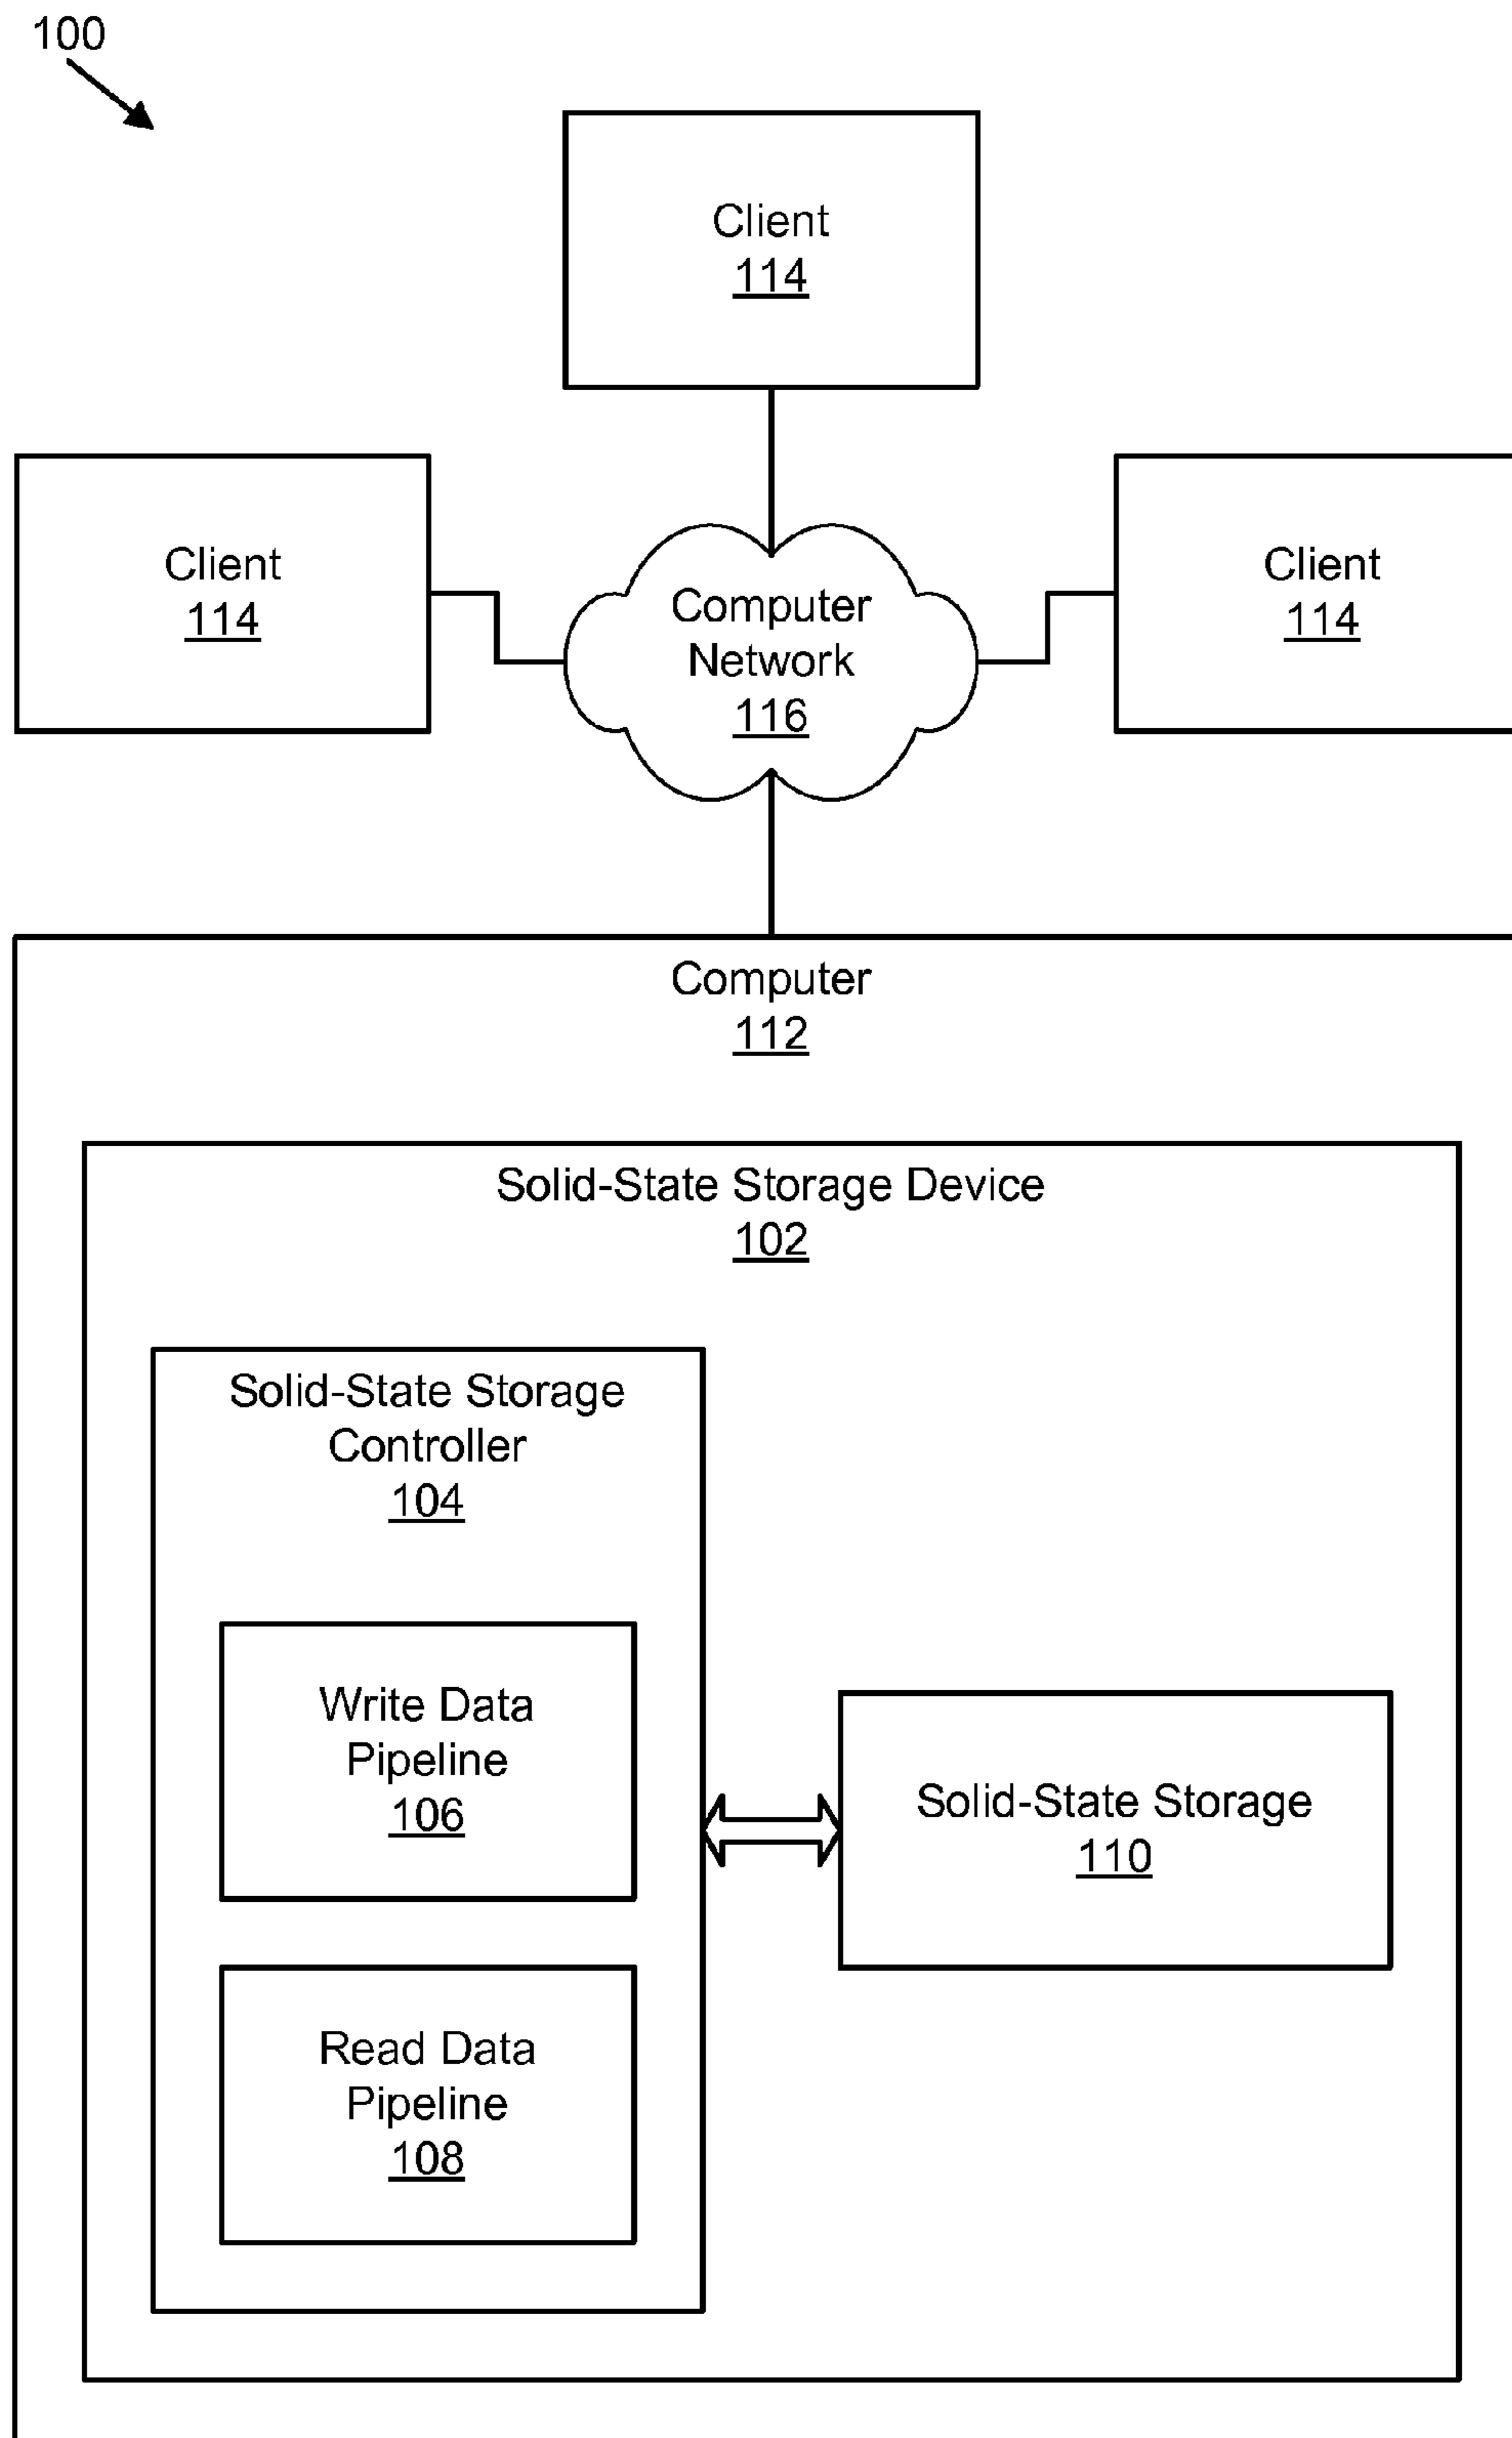 100
Client
114
Client
114
Computer
Network
116
Client
114
Computer
112
Solid-State Storage Device
102
Solid-State Storage
Controller
104
Write Data
Pipeline
106
Solid-State Storage
110
Read Data
Pipeline
108